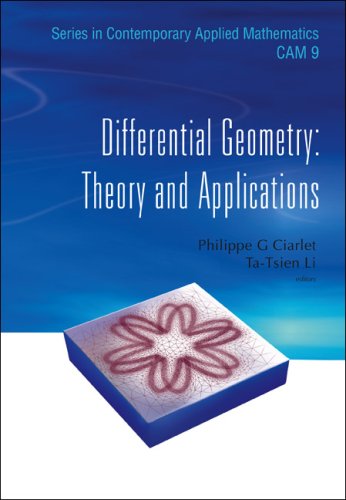 Series in Contemporary Applied Mathematics
CAM 9
Differential Geometry:
Theory and Applications
Philippe G Ciarlet
Ta-Tsien Li
editors